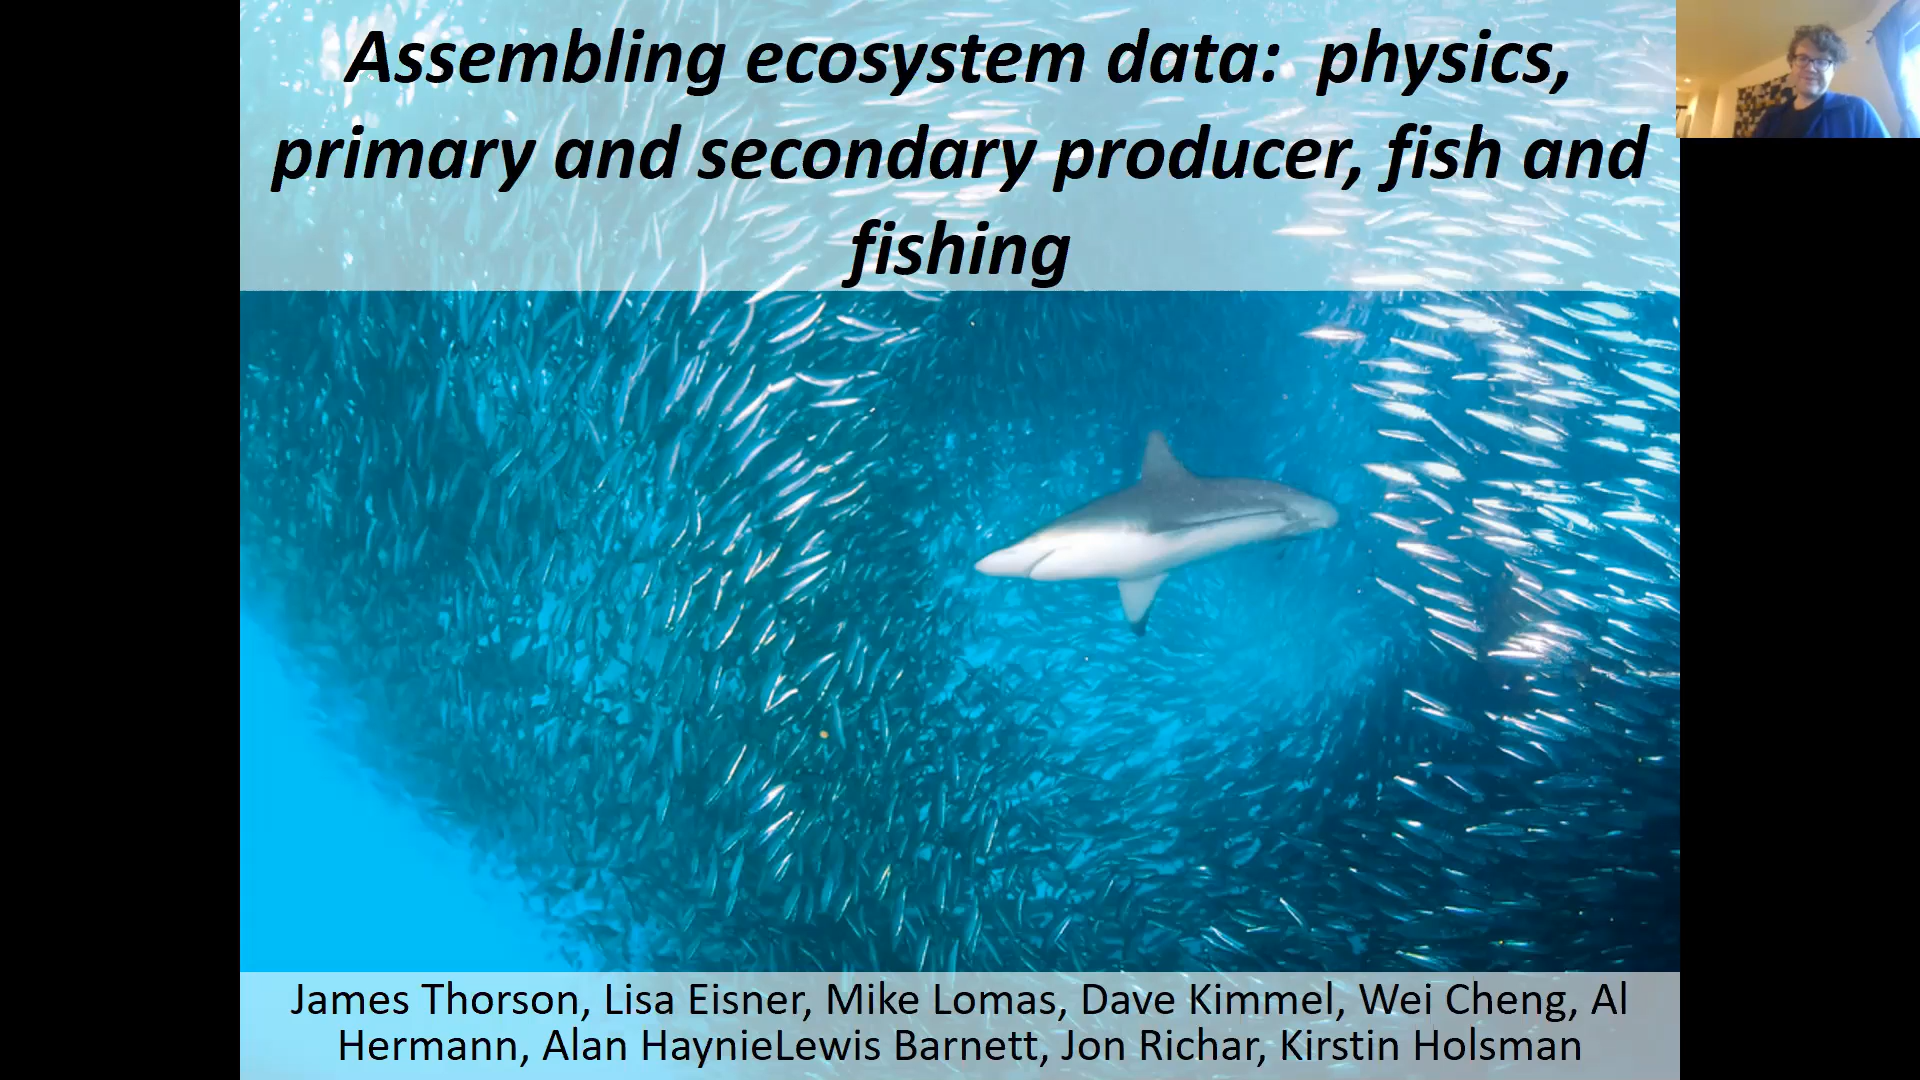 Assembling ecosystem data:  physics,
primary and secondary producer, fish and
fishing
James Thorson, Lisa Eisner, Mike Lomas, Dave Kimmel, Wei Cheng, Al
Hermann, Alan HaynieLewis Barnett, Jon Richar, Kirstin Holsman